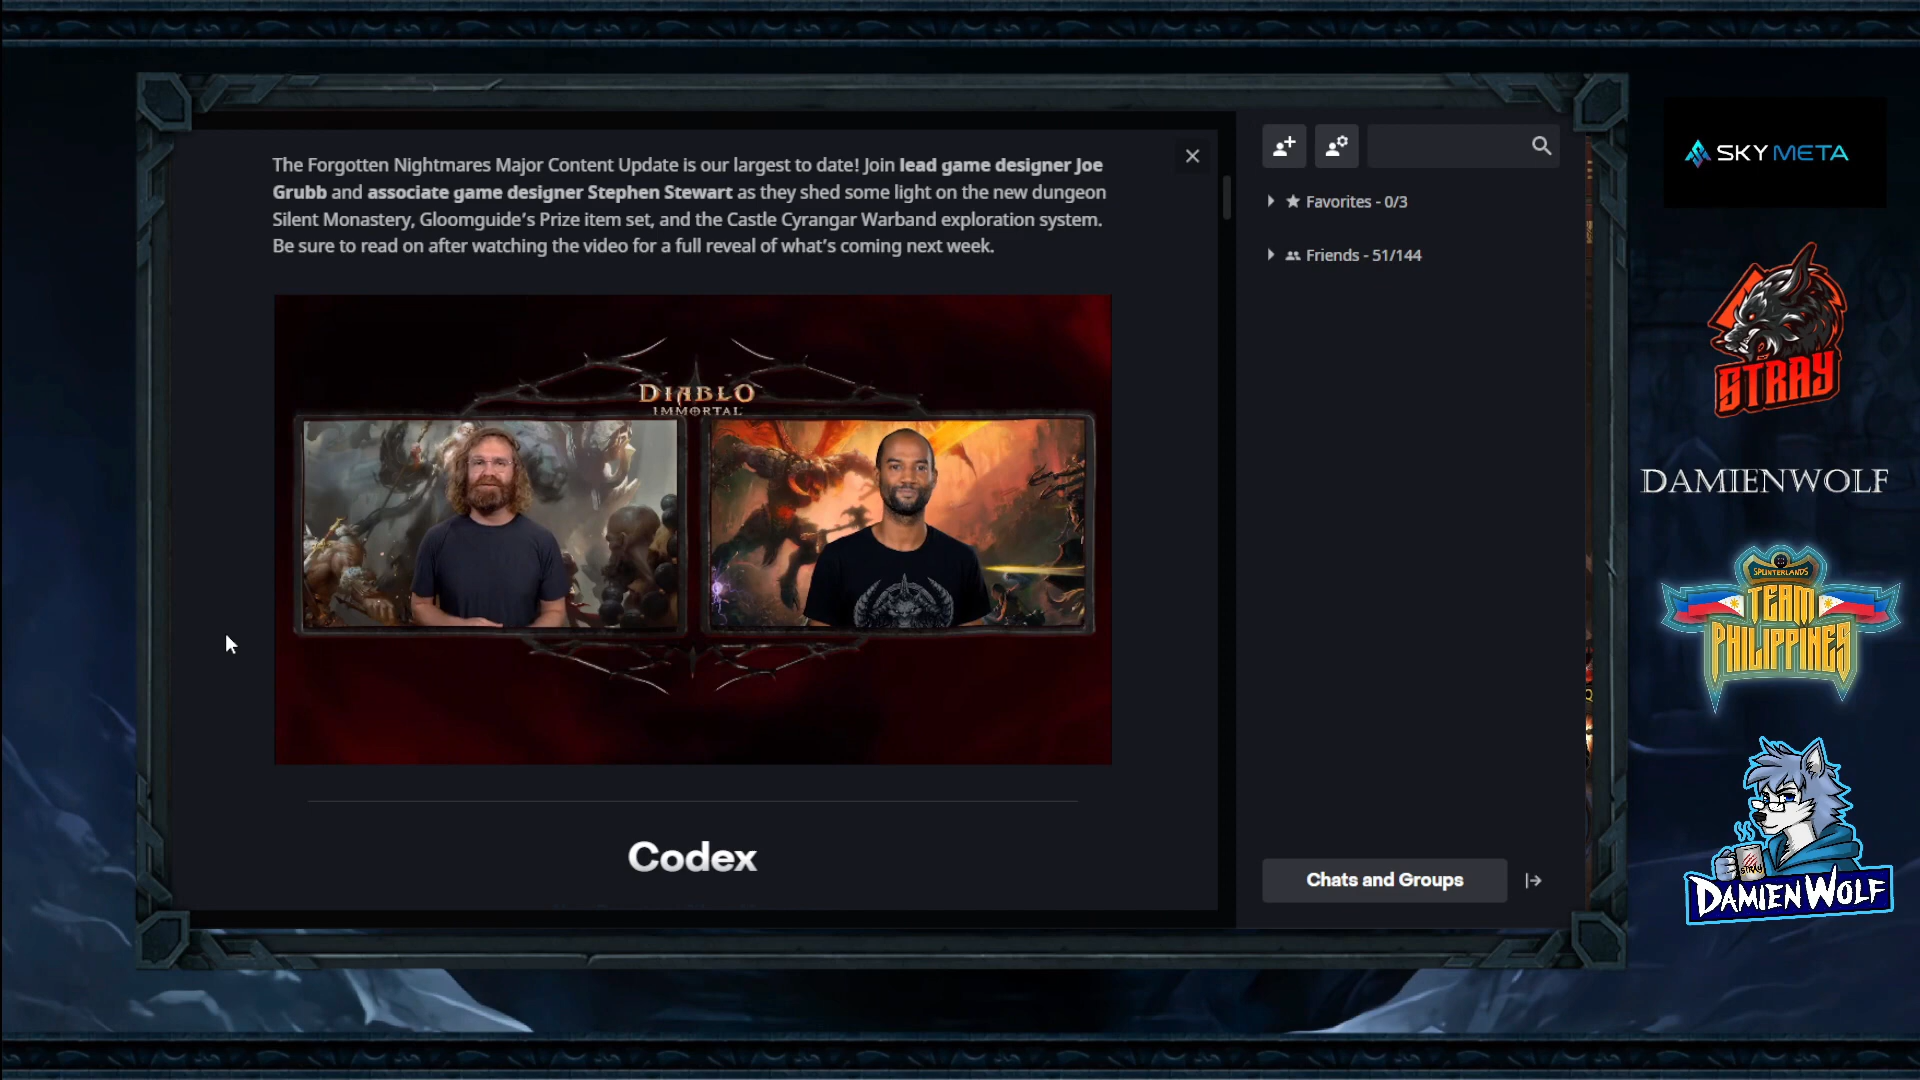 The Forgotten Nightmares Major Content Update is our largest to date! Join lead game designer Joe
Grubb and associate game designer Stephen Stewart as they shed some light on the new dungeon
Silent Monastery, Gloomguide's Prize item set, and the Castle Cyrangar Warband exploration system.
Be sure to read on after watching the video for a full reveal of what's coming next week.
DIABLO
IMMORTAL
Codex
Favorites - 0/3
Friends - 51/144
Chats and Groups
SKY META
STRAY
DAMIENWOLF
SPLINTERLANDS
TEAM
PHILIPPINES
STRAY
DAMIENWOLF